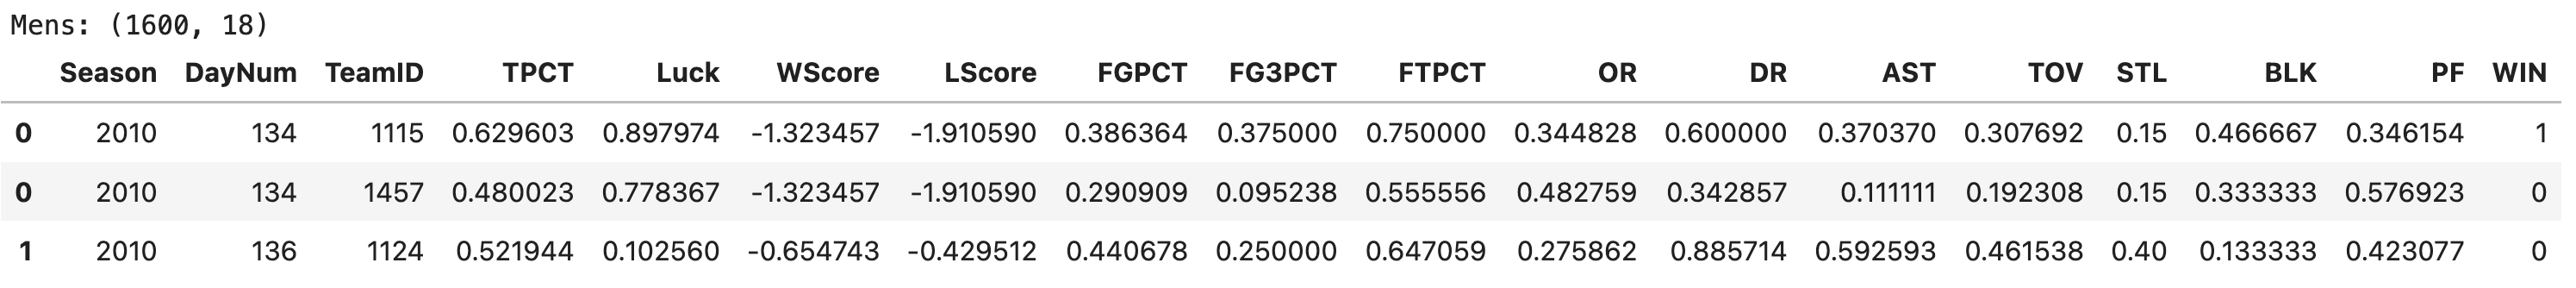 Mens: (1600, 18)
Season DayNum TeamID TPCT Luck WScore LScore FGPCT FG3PCT FTPCT OR DR AST TOV STL BLK PF WIN
0 2010 134 1115 0.629603 0.897974 -1.323457 -1.910590 0.386364 0.375000 0.750000 0.344828 0.600000 0.370370 0.307692 0.15 0.466667 0.346154 1
0 2010 134 1457 0.480023 0.778367 -1.323457 -1.910590 0.290909 0.095238 0.555556 0.482759 0.342857 0.111111 0.192308 0.15 0.333333 0.576923 0
1 2010 136 1124 0.521944 0.102560 -0.654743 -0.429512 0.440678 0.250000 0.647059 0.275862 0.885714 0.592593 0.461538 0.40 0.133333 0.423077 0